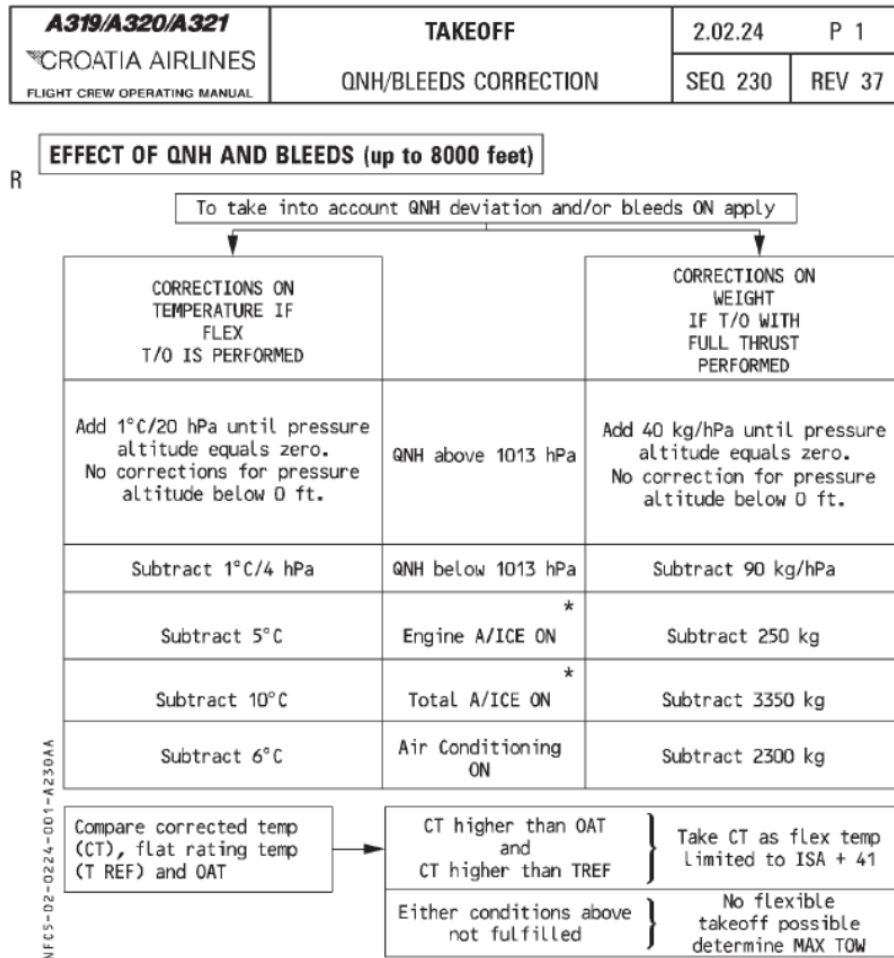 A319/A320/A321
CROATIA AIRLINES
FLIGHT CREW OPERATING MANUAL
TAKEOFF
QNH/BLEEDS CORRECTION
2.02.24 P 1
SEQ 230 REV 37
EFFECT OF QNH AND BLEEDS (up to 8000 feet)
R
To take into account QNH deviation and/or bleeds ON apply
CORRECTIONS ON
TEMPERATURE IF
FLEX
T/O IS PERFORMED
CORRECTIONS ON
WEIGHT
IF T/O WITH
FULL THRUST
PERFORMED
Add 1°C/20 hPa until pressure
altitude equals zero.
No corrections for pressure
altitude below 0 ft.
QNH above 1013 hPa
Add 40 kg/hPa until pressure
altitude equals zero.
No correction for pressure
altitude below 0 ft.
Subtract 1°C/4 hPa
QNH below 1013 hPa
Subtract 90 kg/hPa
Subtract 5°C
*
Engine A/ICE ON
Subtract 250 kg
Subtract 10°C
*
Total A/ICE ON
Subtract 3350 kg
Subtract 6°C
Air Conditioning
ON
Subtract 2300 kg
Compare corrected temp
(CT), flat rating temp
(T REF) and OAT
CT higher than OAT
and
CT higher than TREF
Take CT as flex temp
limited to ISA + 41
Either conditions above
not fulfilled
No flexible
takeoff possible
determine MAX TOW
NFC5-02-0224-001-A230AA